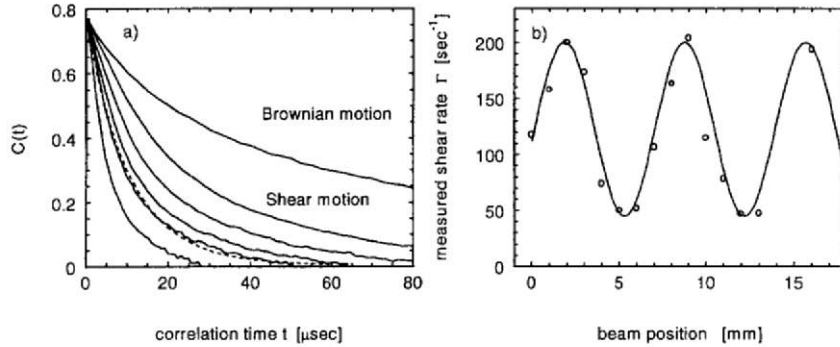 a)
C(t)
0.8
0.6
0.4
0.2
0
0
20
40
60
80
Brownian motion
Shear motion
correlation time t [μsec]
b)
measured shear rate Γ [sec⁻¹]
200
150
100
50
0
0
5
10
15
beam position [mm]